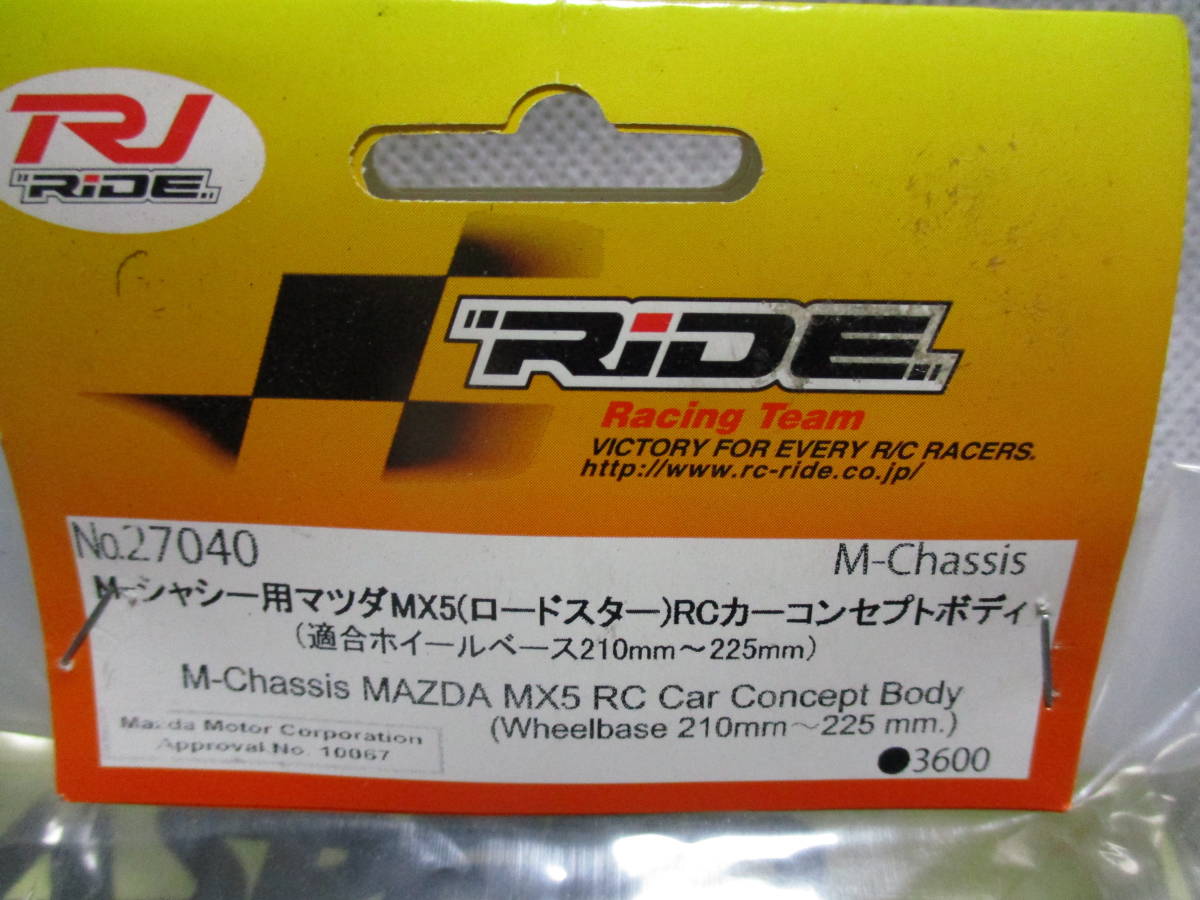 RJ
"RiDE"
"RiDE"
Racing Team
VICTORY FOR EVERY R/C RACERS.
http://www.rc-ride.co.jp/
No.27040
M-Chassis
M-シャシー用マツダMX5(ロードスター)RCカーコンセプトボディ
(適合ホイールベース210mm～225mm)
M-Chassis MAZDA MX5 RC Car Concept Body
(Wheelbase 210mm～225 mm.)
Mazda Motor Corporation
Approval No. 10067
●3600